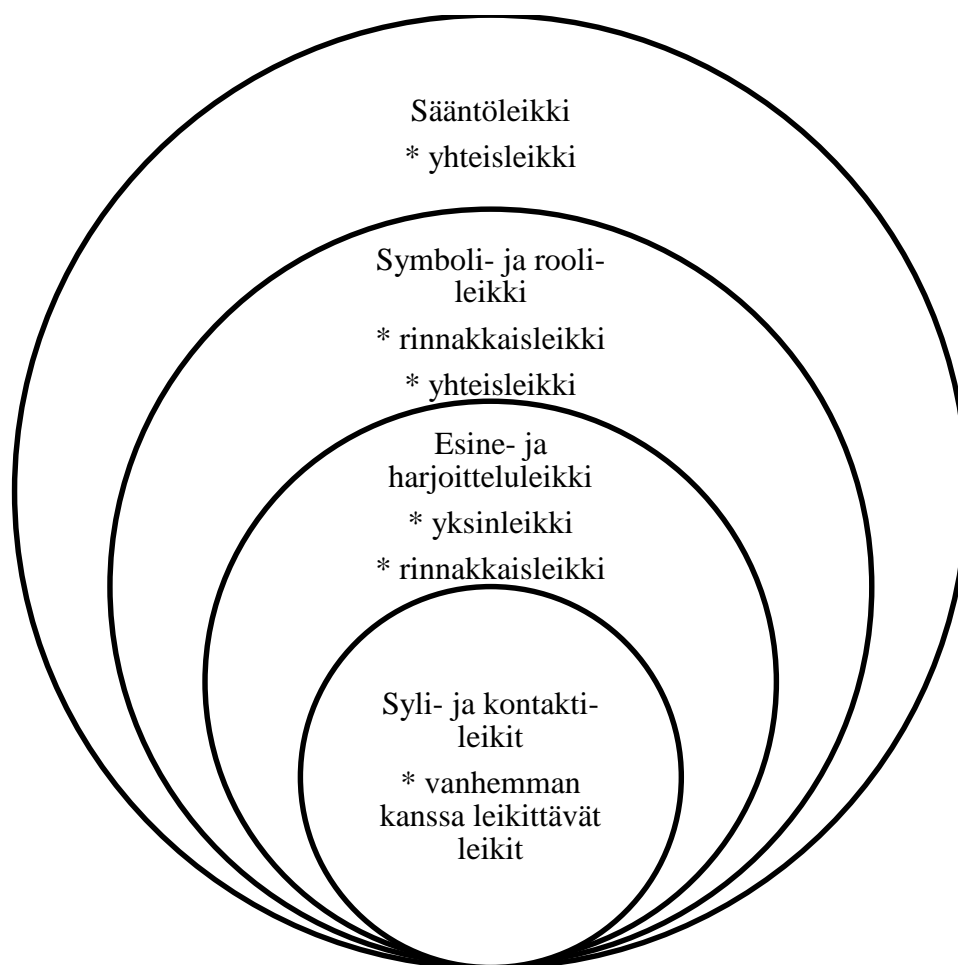 Sääntöleikki
* yhteisleikki
Symboli- ja rooli-
leikki
* rinnakkaisleikki
* yhteisleikki
Esine- ja
harjoitteluleikki
* yksinleikki
* rinnakkaisleikki
Syli- ja kontakti-
leikit
* vanhemman
kanssa leikittävät
leikit